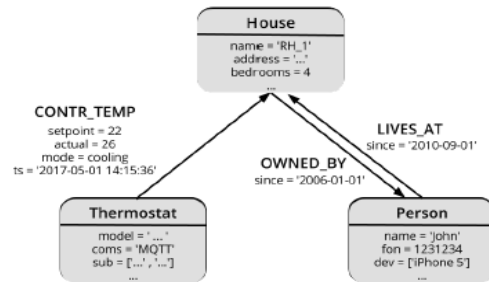 House
name = 'RH_1'
address = '...'
bedrooms = 4
...
CONTR_TEMP
setpoint = 22
actual = 26
mode = cooling
ts = '2017-05-01 14:15:36'
LIVES_AT
since = '2010-09-01'
OWNED_BY
since = '2006-01-01'
Thermostat
model = ' ... '
coms = 'MQTT'
sub = ['...' , '...']
...
Person
name = 'John'
fon = 1231234
dev = ['iPhone 5']
...